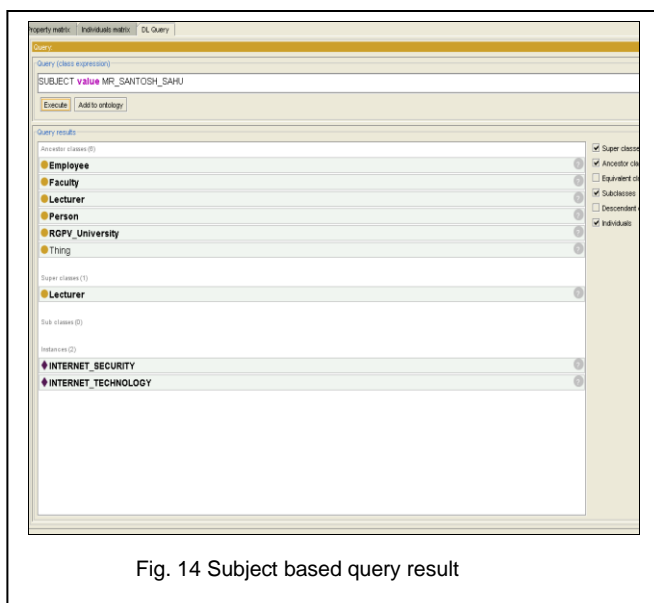 Property matrix Individuals matrix DL Query
Query:
Query (class expression)
SUBJECT value MR_SANTOSH_SAHU
Execute Add to ontology
Query results
Ancestor classes (6)
Employee
Faculty
Lecturer
Person
RGPV_University
Thing
Super classes (1)
Lecturer
Sub classes (0)
Instances (2)
INTERNET_SECURITY
INTERNET_TECHNOLOGY
Super classe
Ancestor cla
Equivalent cla
Subclasses
Descendant
Individuals
Fig. 14 Subject based query result